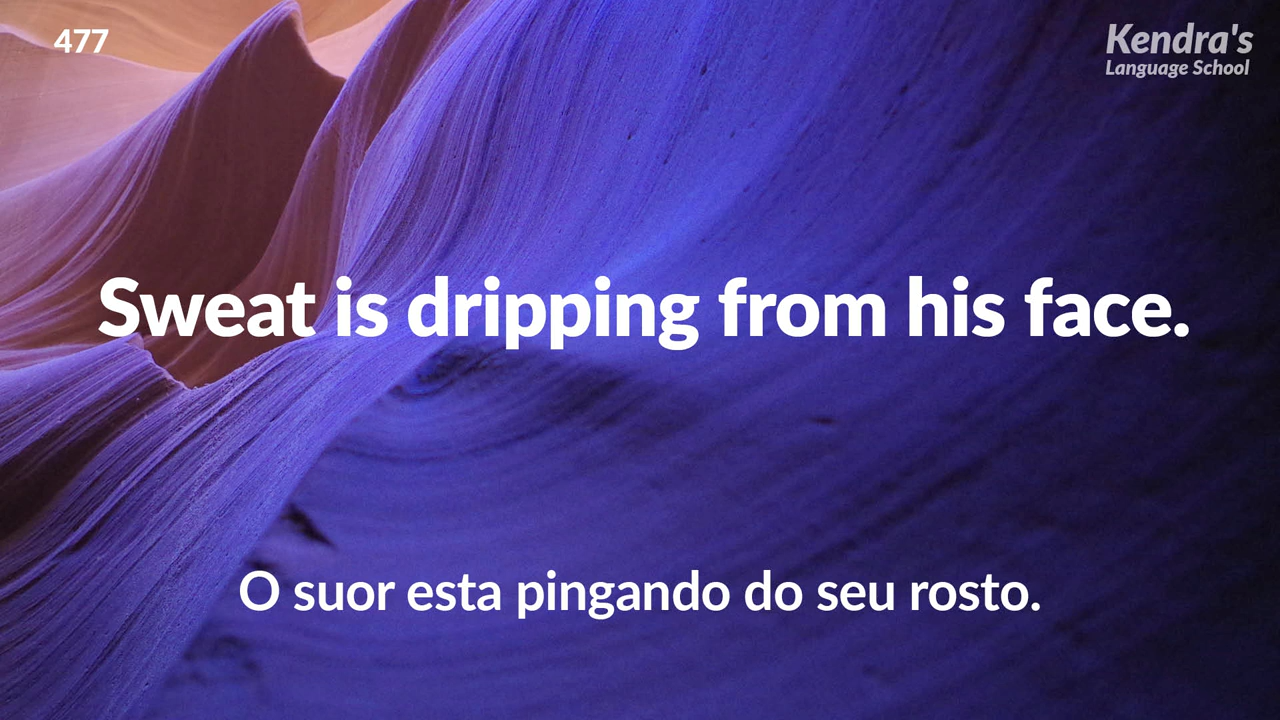 477
Kendra's
Language School
Sweat is dripping from his face.
O suor esta pingando do seu rosto.